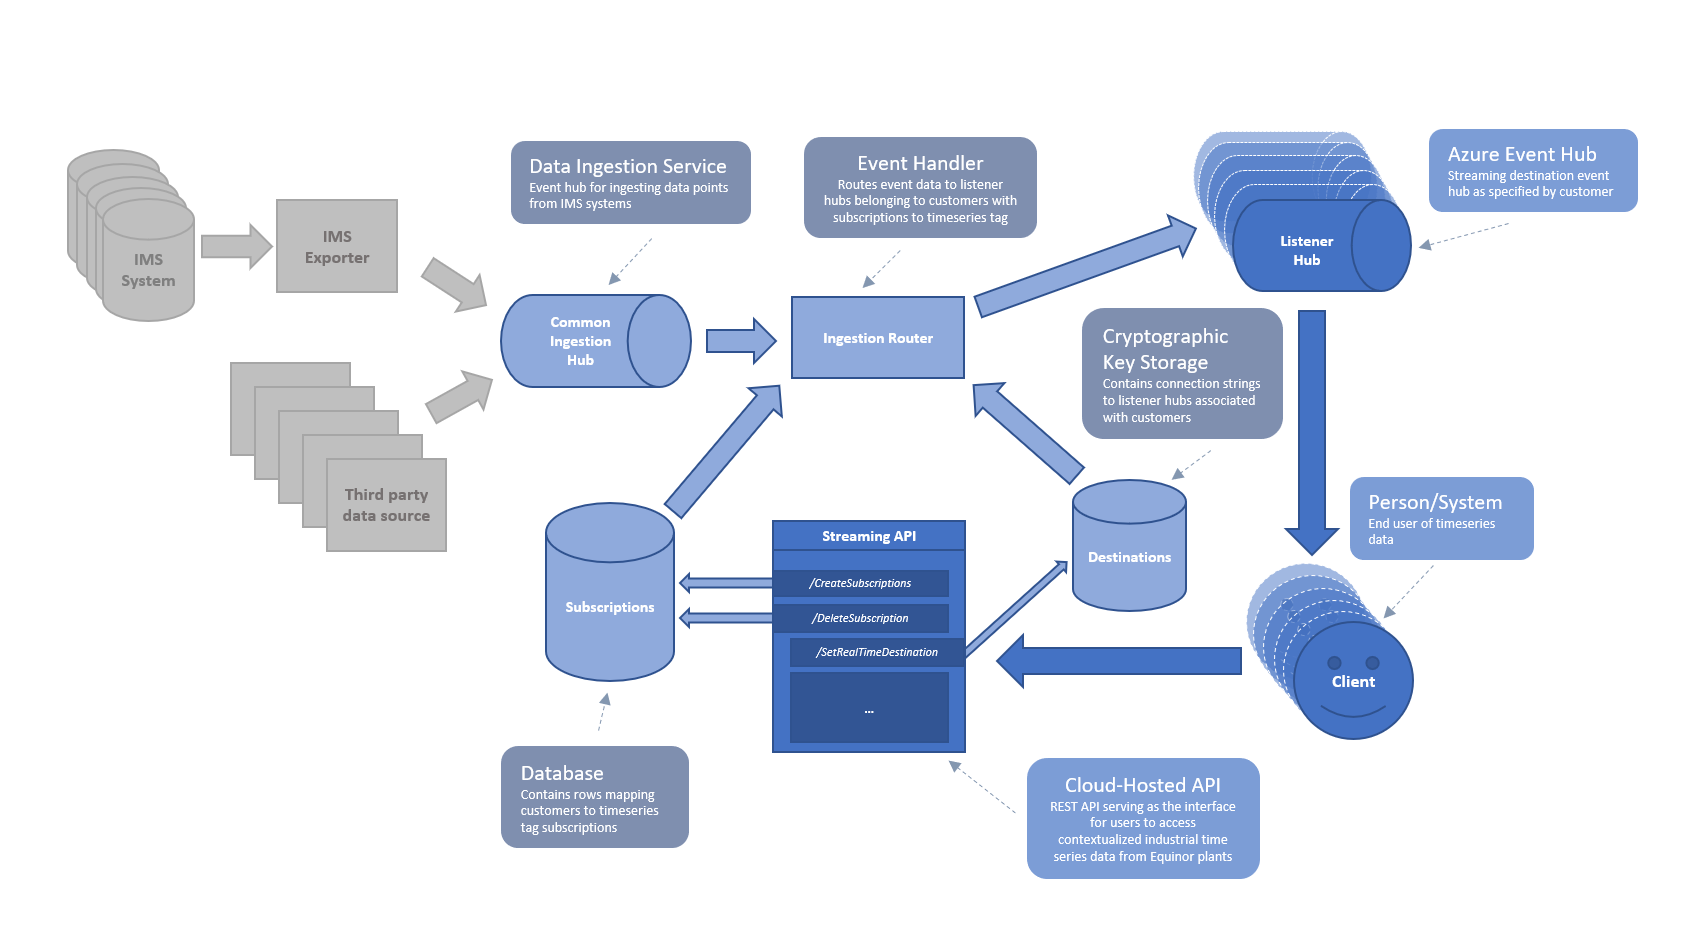 Data Ingestion Service
Event hub for ingesting data points
from IMS systems
Event Handler
Routes event data to listener
hubs belonging to customers with
subscriptions to timeseries tag
Azure Event Hub
Streaming destination event
hub as specified by customer
IMS
System
IMS
Exporter
Listener
Hub
Common
Ingestion
Hub
Ingestion Router
Cryptographic
Key Storage
Contains connection strings
to listener hubs associated
with customers
Third party
data source
Person/System
End user of timeseries
data
Streaming API
/CreateSubscriptions
/DeleteSubscription
/SetRealTimeDestination
...
Subscriptions
Destinations
Client
Database
Contains rows mapping
customers to timeseries
tag subscriptions
Cloud-Hosted API
REST API serving as the interface
for users to access
contextualized industrial time
series data from Equinor plants